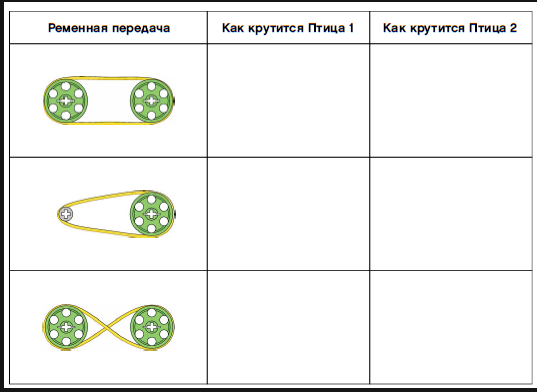 Ременная передача
Как крутится Птица 1
Как крутится Птица 2